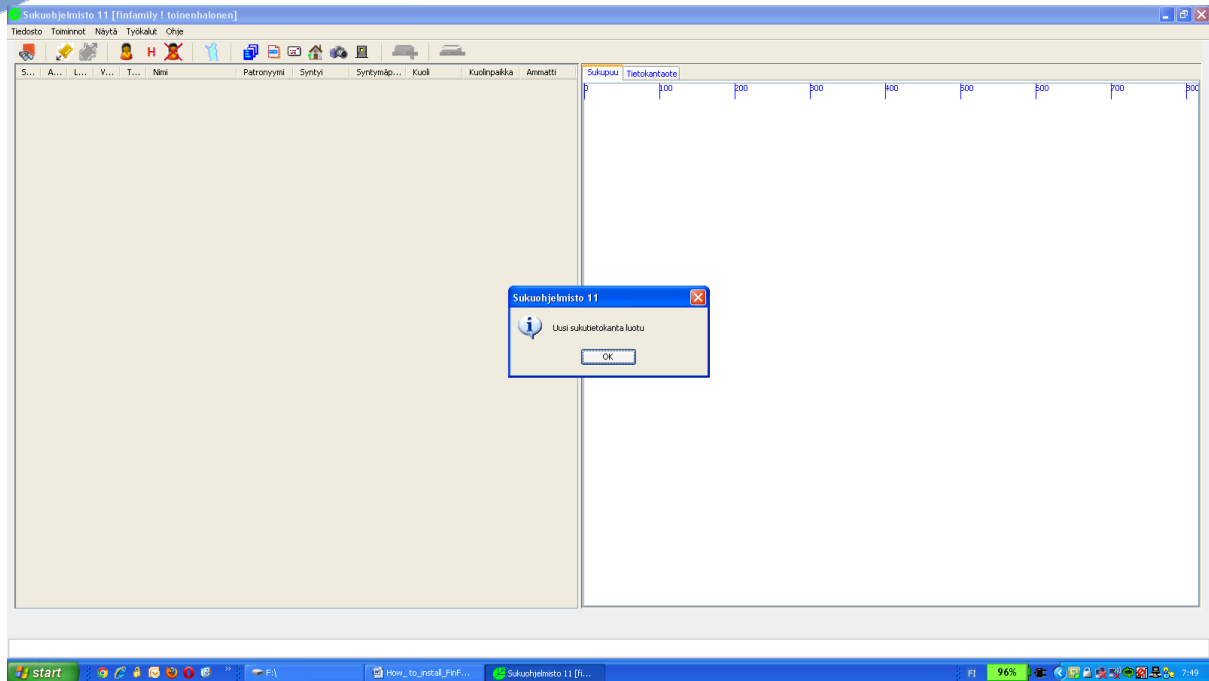 Sukuohjelmisto 11 [finfamily ! toinenhalonen]
Tiedosto Toiminnot Näytä Työkalut Ohje
H
S... A... L... V... T... Nimi Patronyymi Syntyi Syntymäp... Kuoli Kuolinpaikka Ammatti
Sukupuu Tietokantaote
0 100 200 300 400 500 600 700 800
Sukuohjelmisto 11
Uusi sukutietokanta luotu
OK
start F:\ How_to_install_FinF... Sukuohjelmisto 11 [fi... FI 96% 7:49